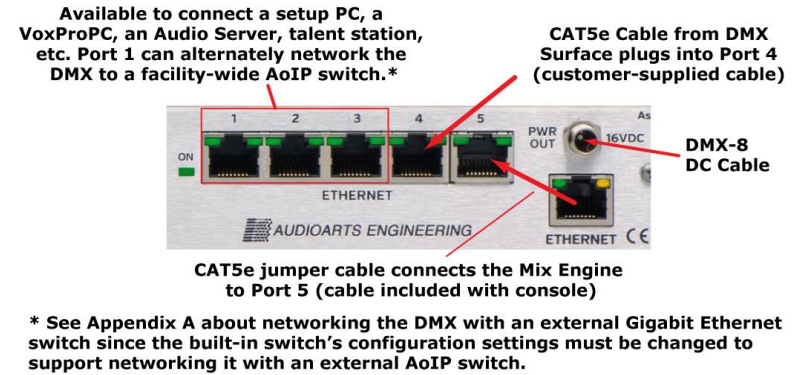 Available to connect a setup PC, a
VoxProPC, an Audio Server, talent station,
etc. Port 1 can alternately network the
DMX to a facility-wide AoIP switch.*
CAT5e Cable from DMX
Surface plugs into Port 4
(customer-supplied cable)
1 2 3 4 5
As
PWR
OUT
16VDC
DMX-8
DC Cable
ON
ETHERNET
AUDIOARTS ENGINEERING
ETHERNET CE
CAT5e jumper cable connects the Mix Engine
to Port 5 (cable included with console)
* See Appendix A about networking the DMX with an external Gigabit Ethernet
switch since the built-in switch's configuration settings must be changed to
support networking it with an external AoIP switch.